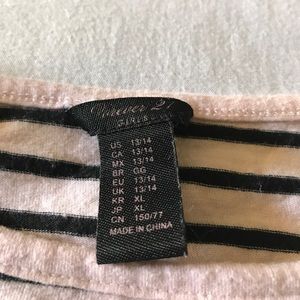 Forever 21
GIRLS
US 13/14
CA 13/14
MX 13/14
BR GG
EU 13/14
UK 13/14
KR XL
JP XL
CN 150/77
MADE IN CHINA